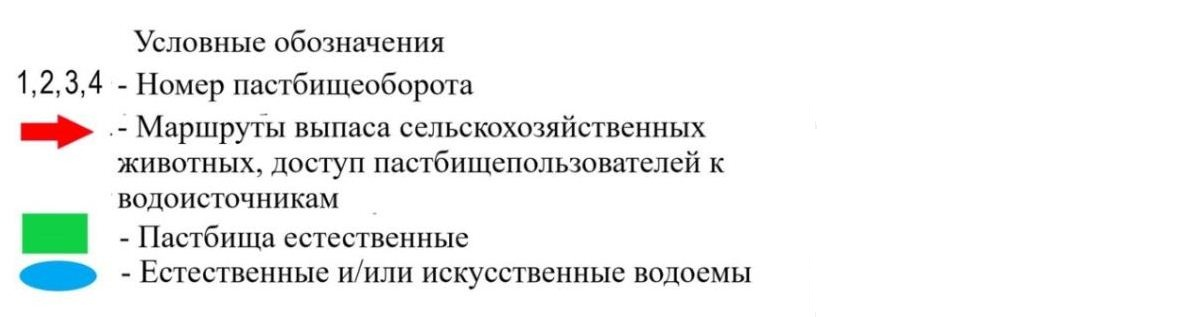 Условные обозначения
1,2,3,4 - Номер пастбищеоборота
- Маршруты выпаса сельскохозяйственных
животных, доступ пастбищепользователей к
водоисточникам
- Пастбища естественные
- Естественные и/или искусственные водоемы